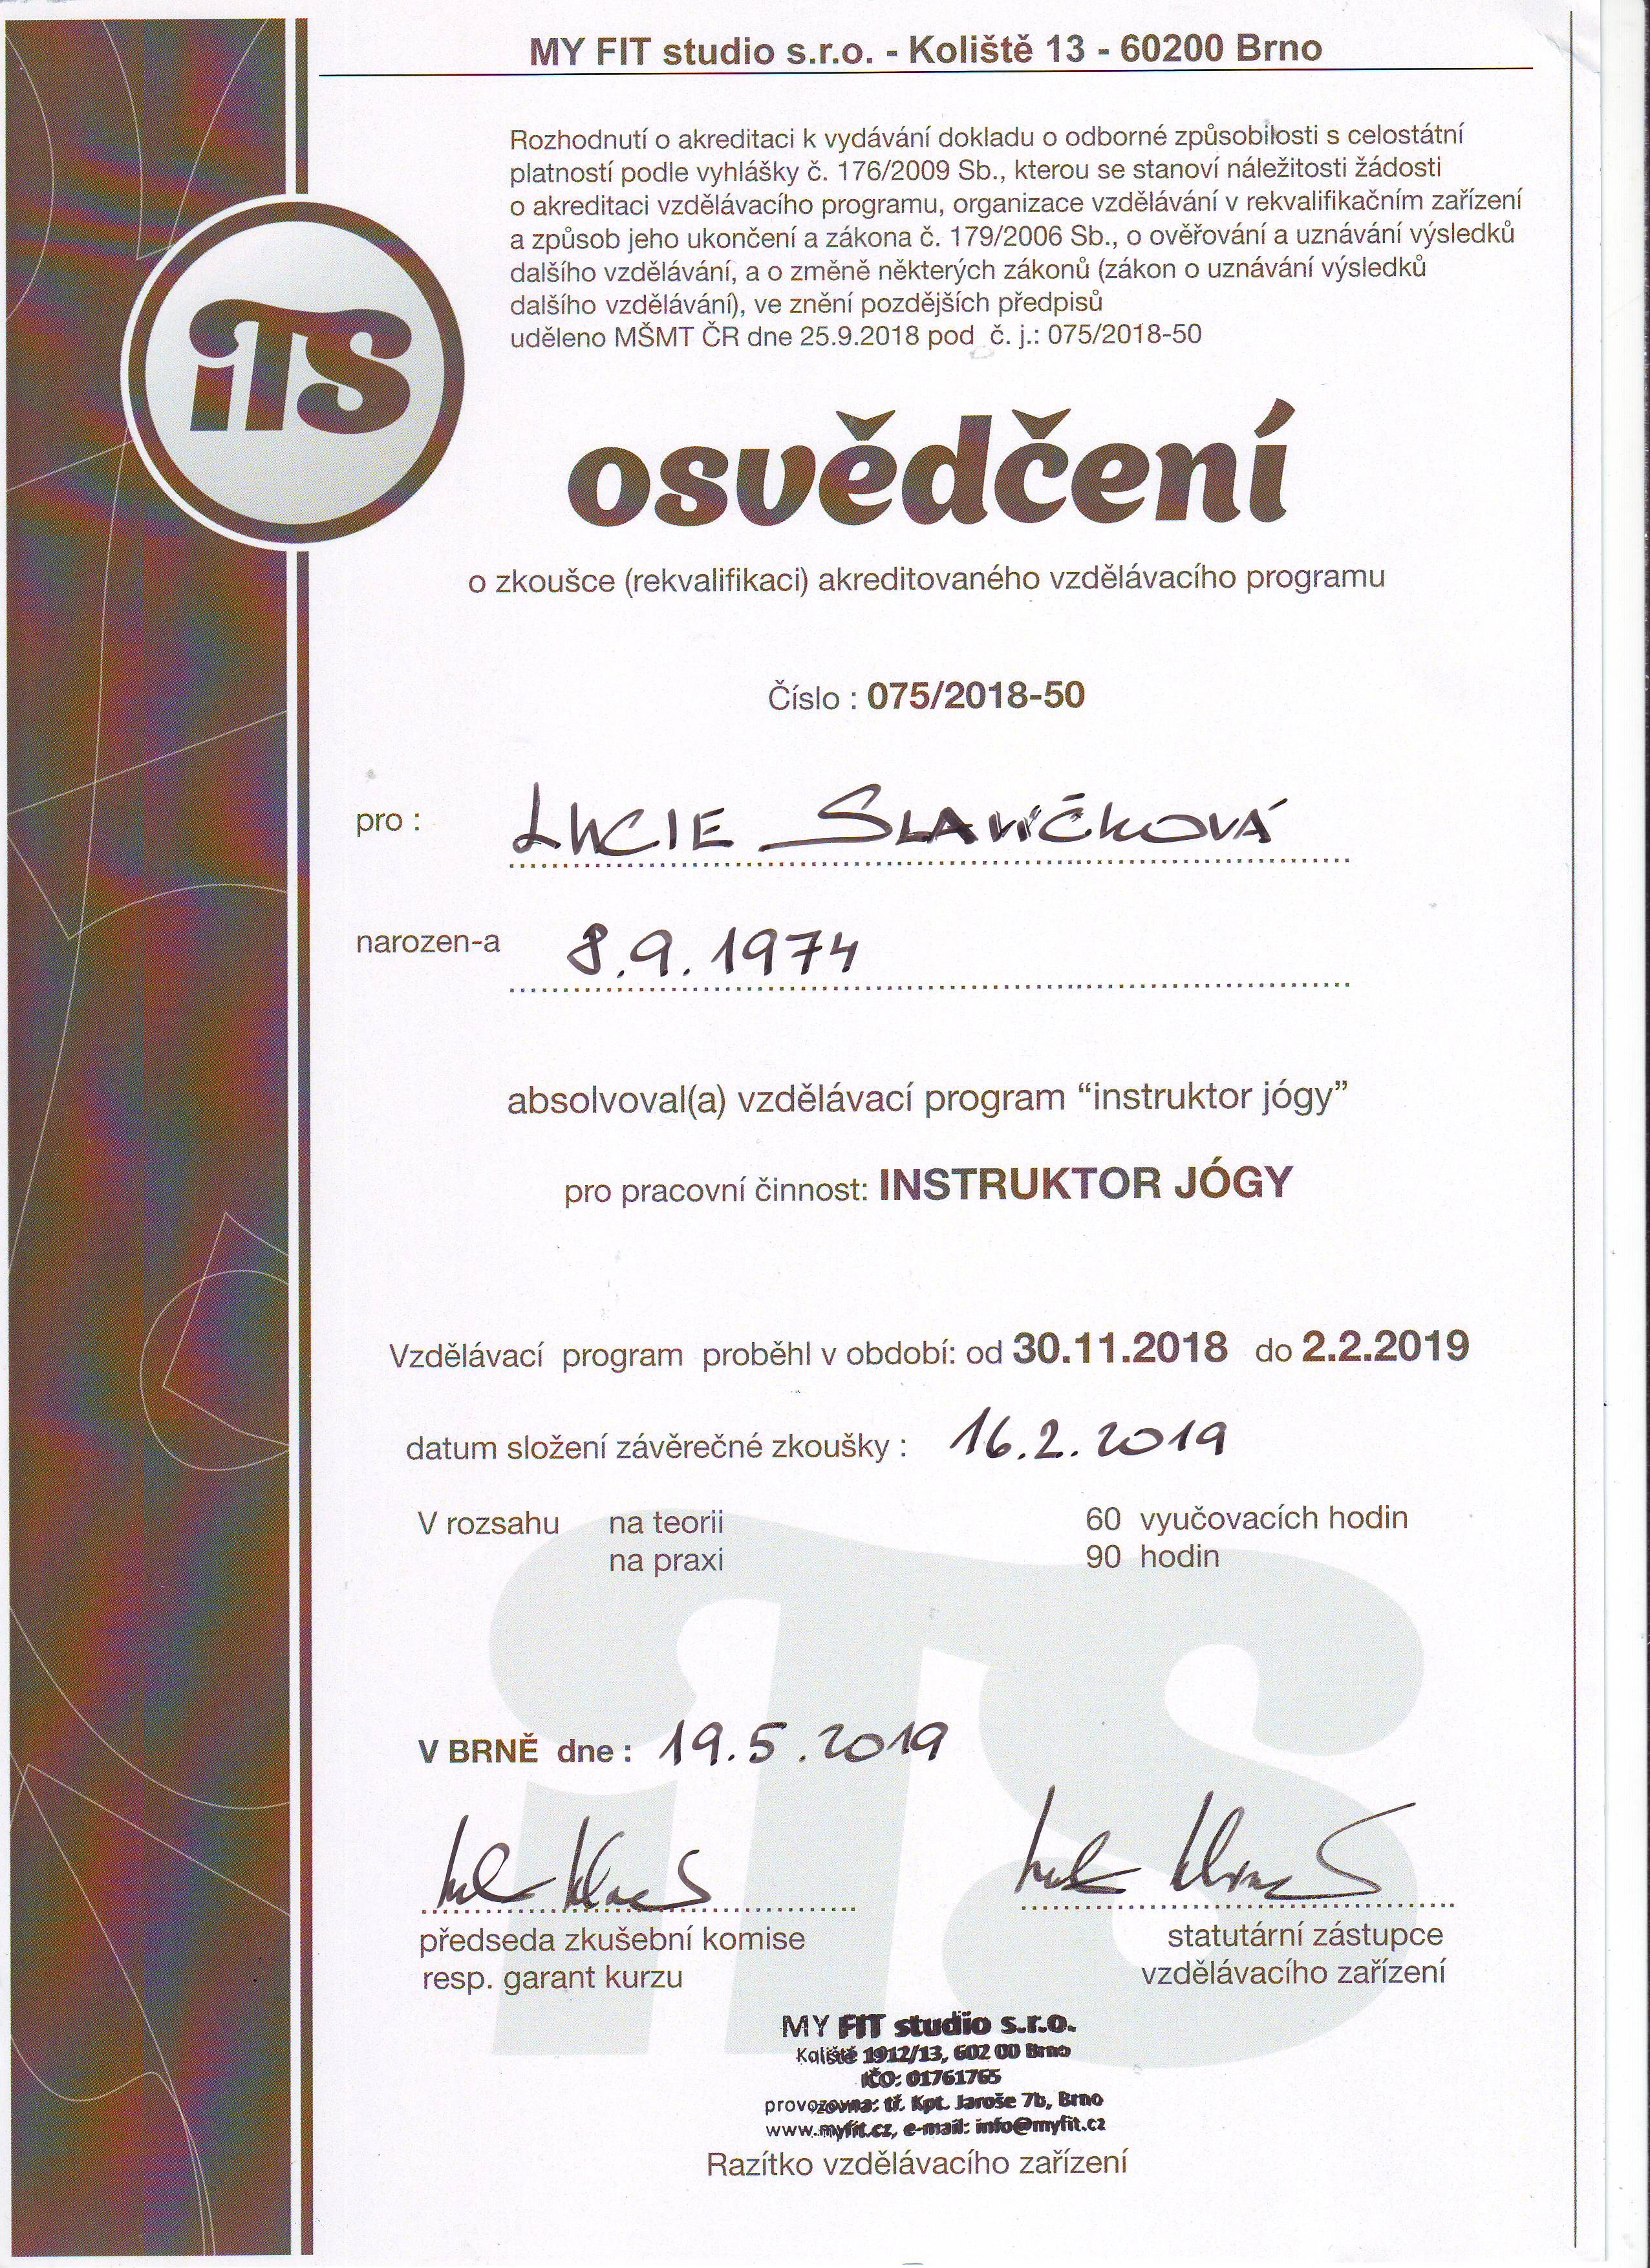 MY FIT studio s.r.o. - Koliště 13 - 60200 Brno
Rozhodnutí o akreditaci k vydávání dokladu o odborné způsobilosti s celostátní
platností podle vyhlášky č. 176/2009 Sb., kterou se stanoví náležitosti žádosti
o akreditaci vzdělávacího programu, organizace vzdělávání v rekvalifikačním zařízení
a způsob jeho ukončení a zákona č. 179/2006 Sb., o ověřování a uznávání výsledků
dalšího vzdělávání, a o změně některých zákonů (zákon o uznávání výsledků
dalšího vzdělávání), ve znění pozdějších předpisů
uděleno MŠMT ČR dne 25.9.2018 pod č. j.: 075/2018-50
iTS
osvědčení
o zkoušce (rekvalifikaci) akreditovaného vzdělávacího programu
Číslo : 075/2018-50
pro : LUCIE SLAVÍČKOVÁ
narozen-a 8.9.1974
absolvoval(a) vzdělávací program “instruktor jógy”
pro pracovní činnost: INSTRUKTOR JÓGY
Vzdělávací program proběhl v období: od 30.11.2018 do 2.2.2019
datum složení závěrečné zkoušky : 16.2.2019
V rozsahu na teorii 60 vyučovacích hodin
na praxi 90 hodin
V BRNĚ dne : 19.5.2019
předseda zkušební komise statutární zástupce
resp. garant kurzu vzdělávacího zařízení
MY FIT studio s.r.o.
Koliště 1912/13, 602 00 Brno
IČO: 01761765
provozovna: tř. Kpt. Jaroše 7b, Brno
www.myfit.cz, e-mail: info@myfit.cz
Razítko vzdělávacího zařízení
iTS